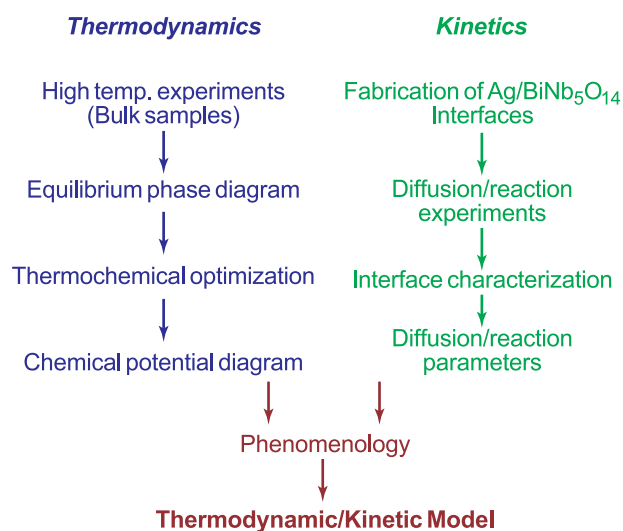 Thermodynamics
High temp. experiments
(Bulk samples)
Equilibrium phase diagram
Thermochemical optimization
Chemical potential diagram
Kinetics
Fabrication of Ag/BiNb₅O₁₄
Interfaces
Diffusion/reaction
experiments
Interface characterization
Diffusion/reaction
parameters
Phenomenology
Thermodynamic/Kinetic Model